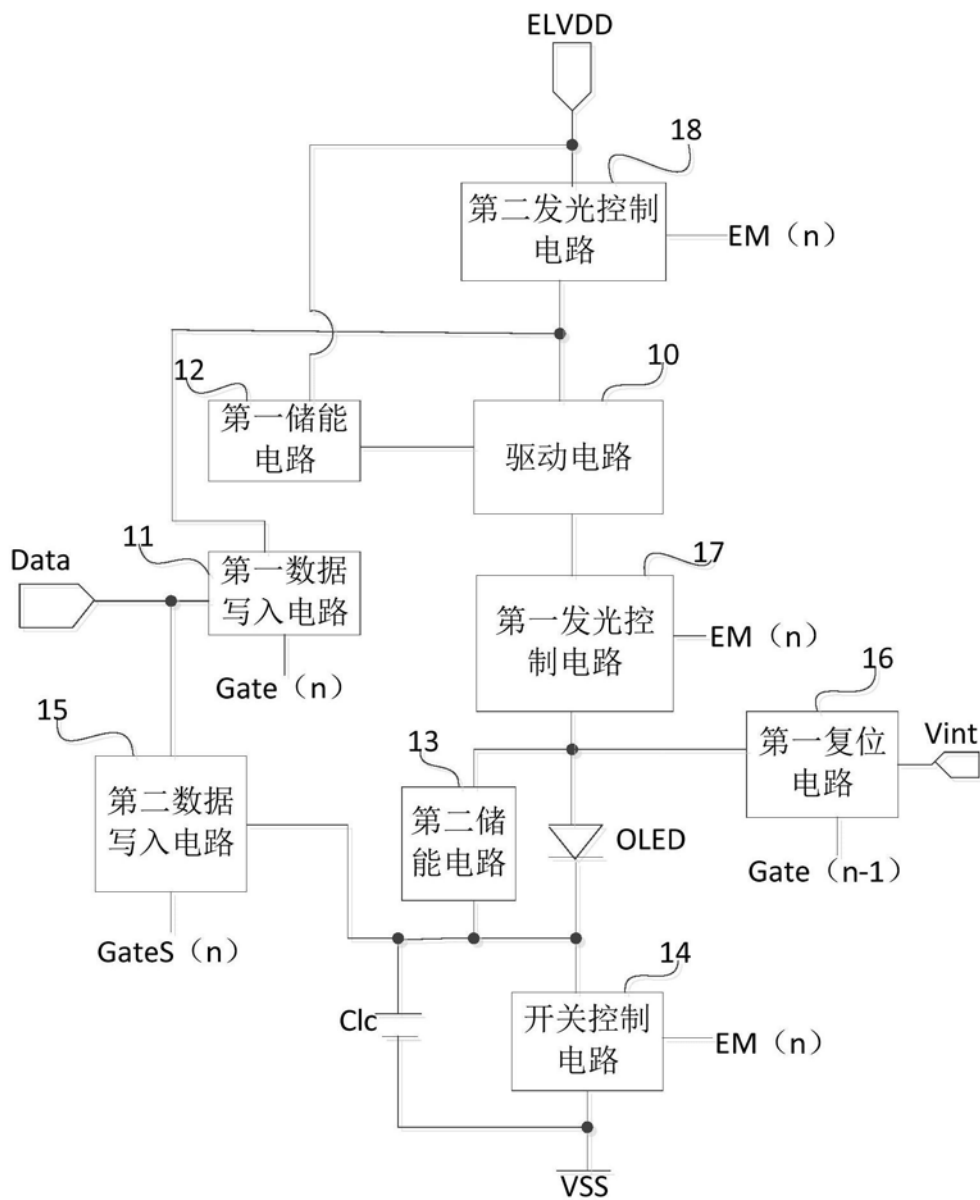 ELVDD
18
第二发光控制
电路
EM（n）
12
10
第一储能
电路
驱动电路
11
Data
第一数据
写入电路
17
第一发光控
制电路
EM（n）
Gate（n）
16
15
13
第一复位
电路
Vint
第二数据
写入电路
第二储
能电路
OLED
Gate（n-1）
GateS（n）
14
Clc
开关控制
电路
EM（n）
VSS